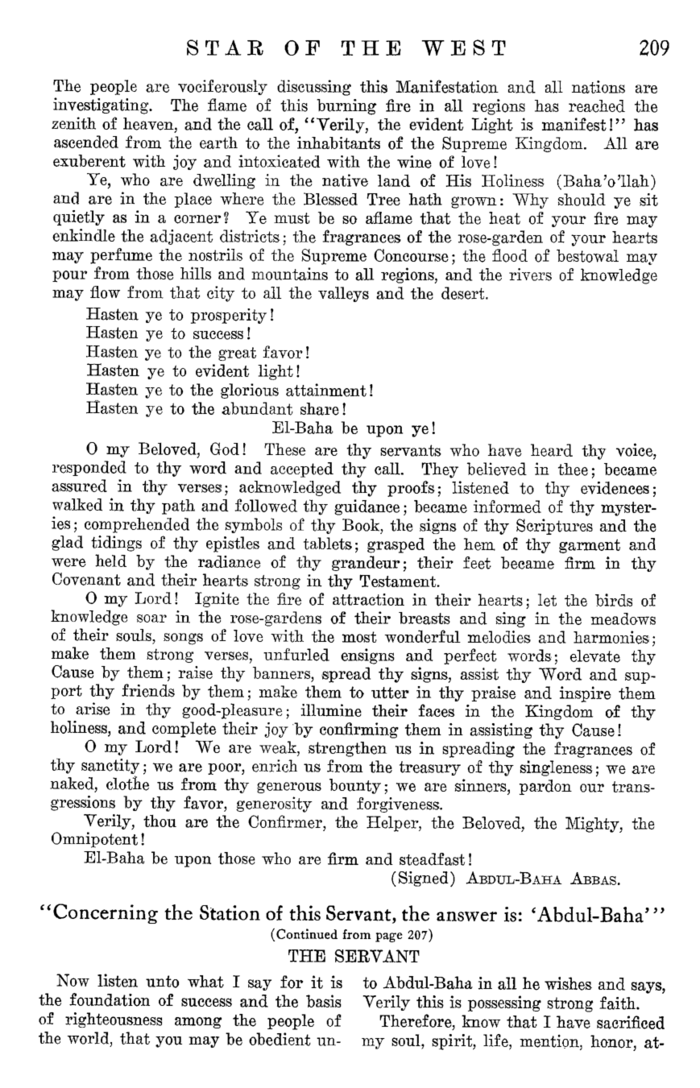 STAR OF THE WEST 209
The people are vociferously discussing this Manifestation and all nations are
investigating. The flame of this burning fire in all regions has reached the
zenith of heaven, and the call of, "Verily, the evident Light is manifest!" has
ascended from the earth to the inhabitants of the Supreme Kingdom. All are
exuberent with joy and intoxicated with the wine of love!
Ye, who are dwelling in the native land of His Holiness (Baha'o'llah)
and are in the place where the Blessed Tree hath grown: Why should ye sit
quietly as in a corner? Ye must be so aflame that the heat of your fire may
enkindle the adjacent districts; the fragrances of the rose-garden of your hearts
may perfume the nostrils of the Supreme Concourse; the flood of bestowal may
pour from those hills and mountains to all regions, and the rivers of knowledge
may flow from that city to all the valleys and the desert.
Hasten ye to prosperity!
Hasten ye to success!
Hasten ye to the great favor!
Hasten ye to evident light!
Hasten ye to the glorious attainment!
Hasten ye to the abundant share!
El-Baha be upon ye!
O my Beloved, God! These are thy servants who have heard thy voice,
responded to thy word and accepted thy call. They believed in thee; became
assured in thy verses; acknowledged thy proofs; listened to thy evidences;
walked in thy path and followed thy guidance; became informed of thy myster-
ies; comprehended the symbols of thy Book, the signs of thy Scriptures and the
glad tidings of thy epistles and tablets; grasped the hem of thy garment and
were held by the radiance of thy grandeur; their feet became firm in thy
Covenant and their hearts strong in thy Testament.
O my Lord! Ignite the fire of attraction in their hearts; let the birds of
knowledge soar in the rose-gardens of their breasts and sing in the meadows
of their souls, songs of love with the most wonderful melodies and harmonies;
make them strong verses, unfurled ensigns and perfect words; elevate thy
Cause by them; raise thy banners, spread thy signs, assist thy Word and sup-
port thy friends by them; make them to utter in thy praise and inspire them
to arise in thy good-pleasure; illumine their faces in the Kingdom of thy
holiness, and complete their joy by confirming them in assisting thy Cause!
O my Lord! We are weak, strengthen us in spreading the fragrances of
thy sanctity; we are poor, enrich us from the treasury of thy singleness; we are
naked, clothe us from thy generous bounty; we are sinners, pardon our trans-
gressions by thy favor, generosity and forgiveness.
Verily, thou are the Confirmer, the Helper, the Beloved, the Mighty, the
Omnipotent!
El-Baha be upon those who are firm and steadfast!
(Signed) ABDUL-BAHA ABBAS.
"Concerning the Station of this Servant, the answer is: 'Abdul-Baha'"
(Continued from page 207)
THE SERVANT
Now listen unto what I say for it is
the foundation of success and the basis
of righteousness among the people of
the world, that you may be obedient un-
to Abdul-Baha in all he wishes and says,
Verily this is possessing strong faith.
Therefore, know that I have sacrificed
my soul, spirit, life, mention, honor, at-